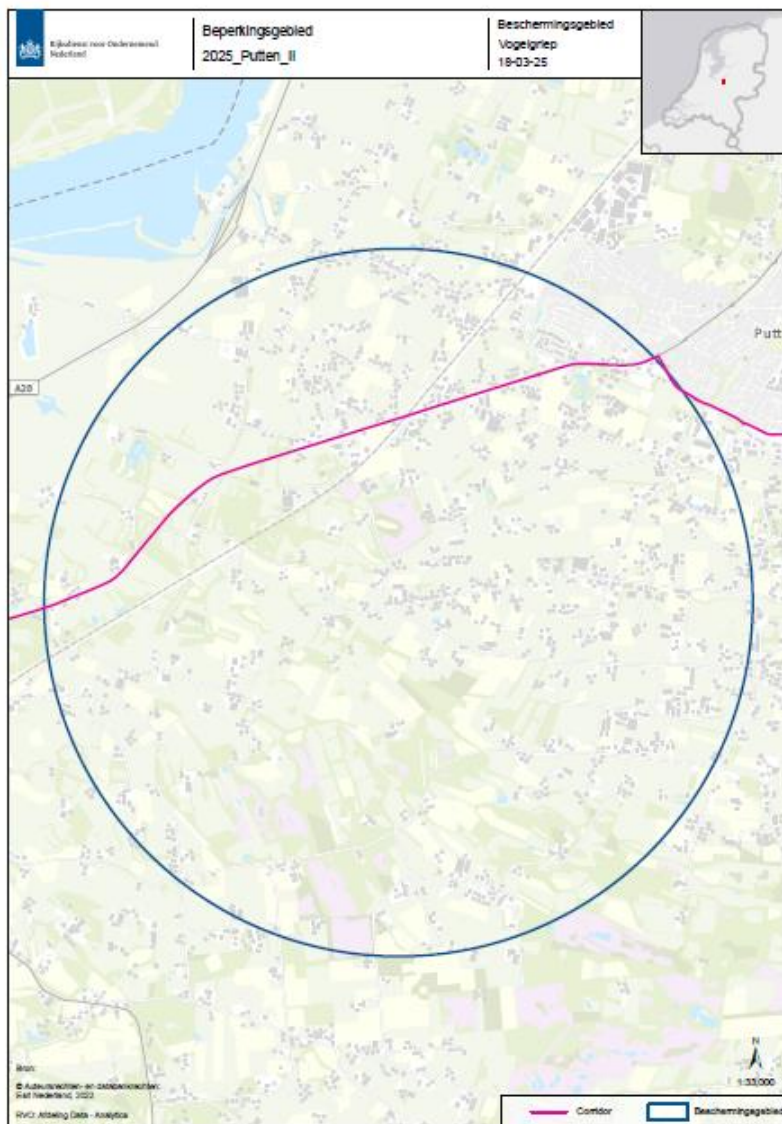 Rijksdienst voor Ondernemend
Nederland
Beperkingsgebied
2025_Putten_II
Beschermingsgebied
Vogelgriep
18-03-25
Putt
A28
N
1:33,000
Bron:
© Auteursrechten- en databankrechten:
Esri Nederland, 2022
RVO: Afdeling Data - Analytics
Corridor
Beschermingsgebied